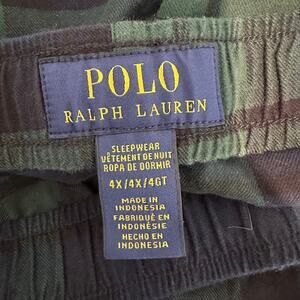 POLO
RALPH LAUREN
SLEEPWEAR
VÊTEMENT DE NUIT
ROPA DE DORMIR
4X/4X/4GT
MADE IN
INDONESIA
FABRIQUÉ EN
INDONÉSIE
HECHO EN
INDONESIA